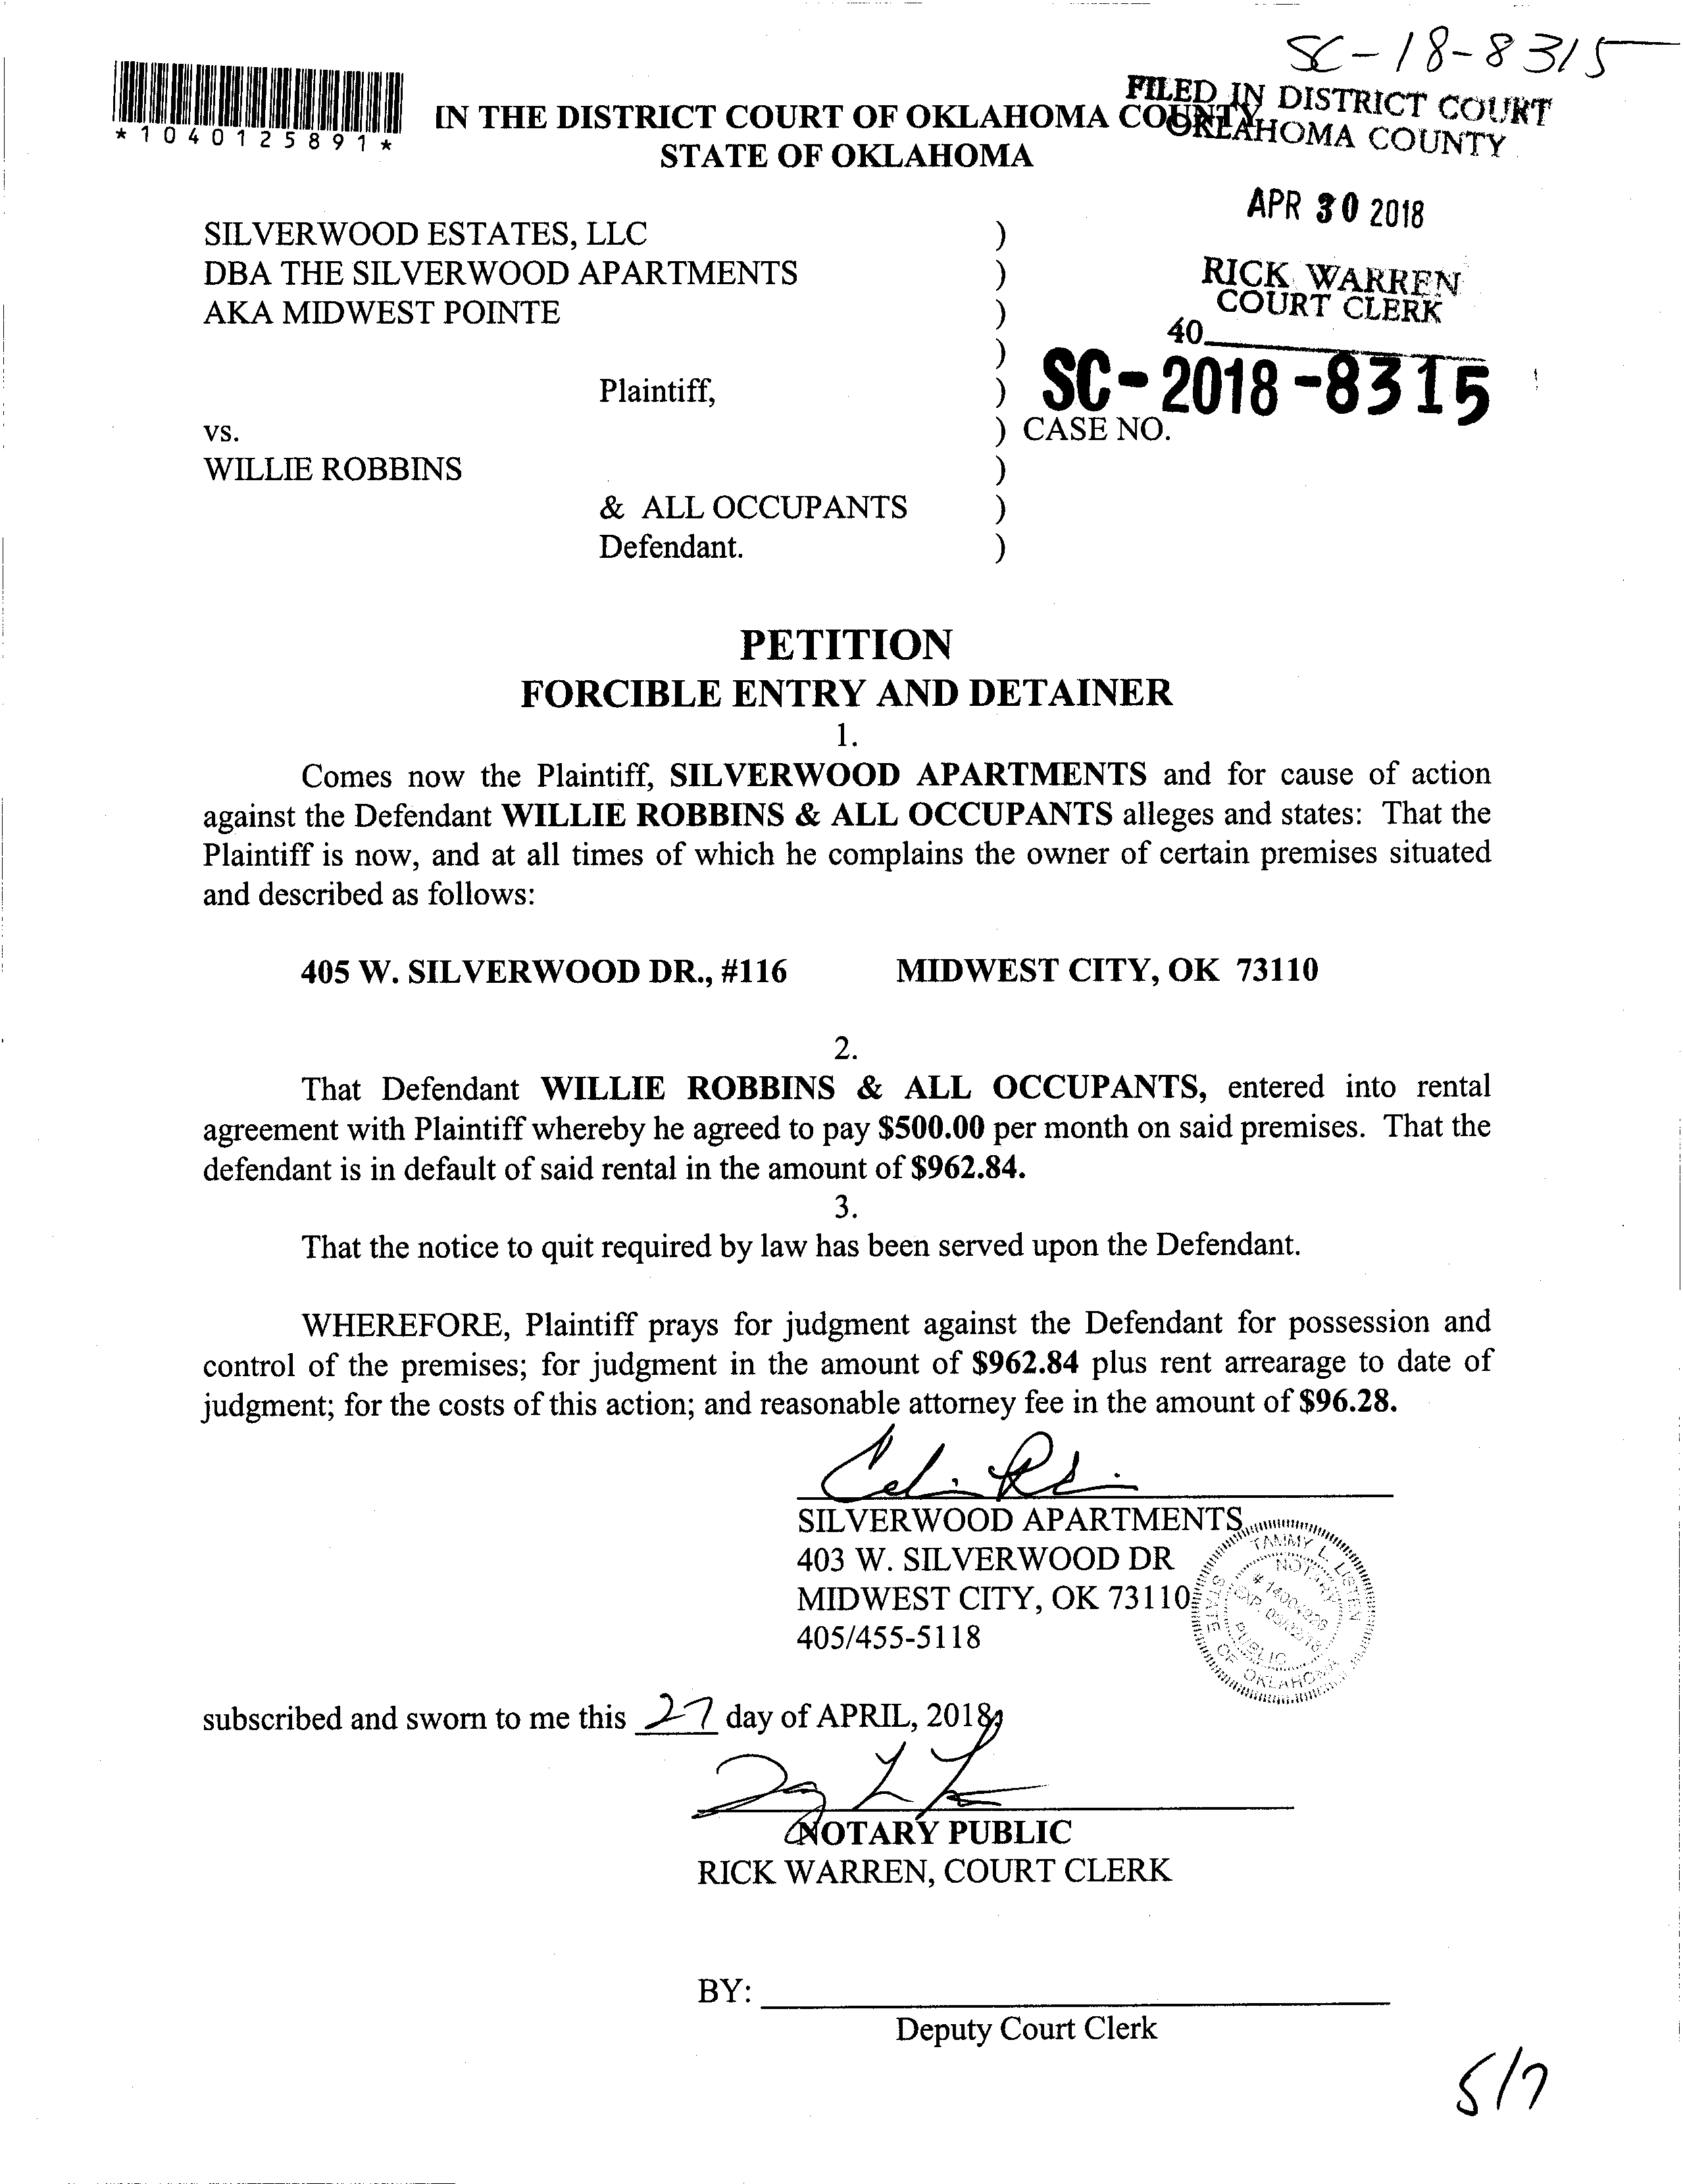 SC-18-8315
*1040125891*
FILED IN DISTRICT COURT
OKLAHOMA COUNTY
IN THE DISTRICT COURT OF OKLAHOMA COUNTY
STATE OF OKLAHOMA
APR 30 2018
RICK WARREN
COURT CLERK
40
SILVERWOOD ESTATES, LLC )
DBA THE SILVERWOOD APARTMENTS )
AKA MIDWEST POINTE )
)
Plaintiff, ) SC-2018-8315
vs. ) CASE NO.
WILLIE ROBBINS )
& ALL OCCUPANTS )
Defendant. )
PETITION
FORCIBLE ENTRY AND DETAINER
1.
Comes now the Plaintiff, SILVERWOOD APARTMENTS and for cause of action
against the Defendant WILLIE ROBBINS & ALL OCCUPANTS alleges and states: That the
Plaintiff is now, and at all times of which he complains the owner of certain premises situated
and described as follows:
405 W. SILVERWOOD DR., #116 MIDWEST CITY, OK 73110
2.
That Defendant WILLIE ROBBINS & ALL OCCUPANTS, entered into rental
agreement with Plaintiff whereby he agreed to pay $500.00 per month on said premises. That the
defendant is in default of said rental in the amount of $962.84.
3.
That the notice to quit required by law has been served upon the Defendant.
WHEREFORE, Plaintiff prays for judgment against the Defendant for possession and
control of the premises; for judgment in the amount of $962.84 plus rent arrearage to date of
judgment; for the costs of this action; and reasonable attorney fee in the amount of $96.28.
SILVERWOOD APARTMENTS
403 W. SILVERWOOD DR
MIDWEST CITY, OK 73110
405/455-5118
TAMMY L.
NOTARY
PUBLIC
STATE OF OKLAHOMA
subscribed and sworn to me this 27 day of APRIL, 2018
NOTARY PUBLIC
RICK WARREN, COURT CLERK
BY:
Deputy Court Clerk
5/7